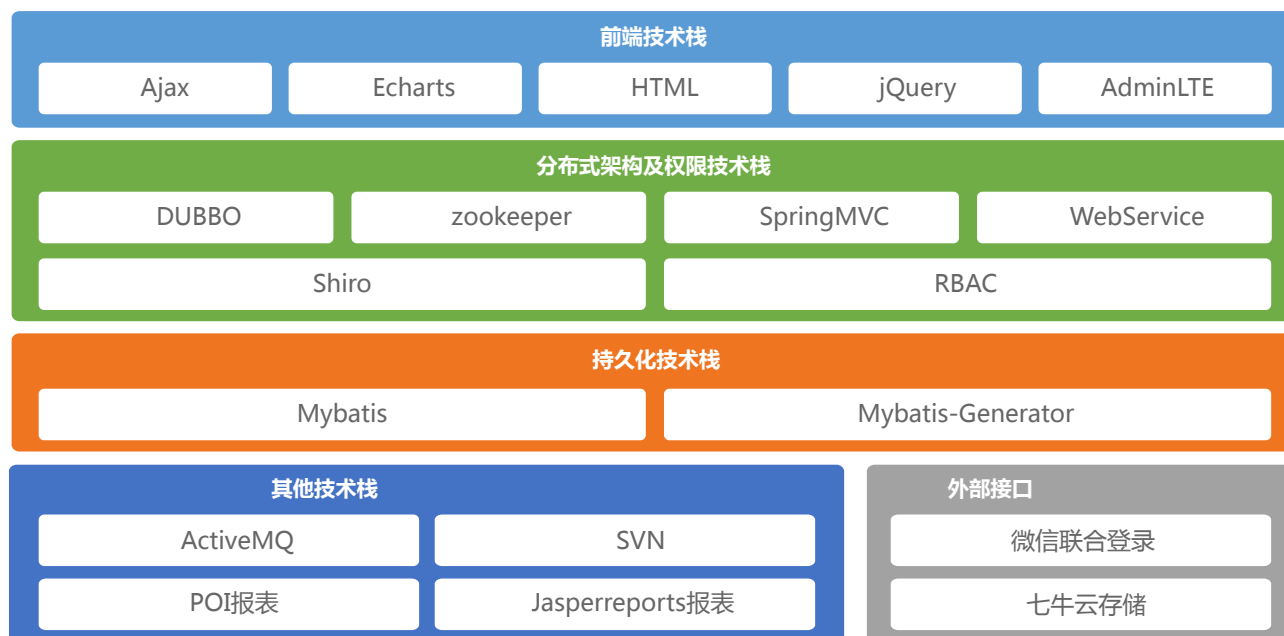 前端技术栈
Ajax Echarts HTML jQuery AdminLTE
分布式架构及权限技术栈
DUBBO zookeeper SpringMVC WebService
Shiro RBAC
持久化技术栈
Mybatis Mybatis-Generator
其他技术栈
ActiveMQ SVN
POI报表 Jasperreports报表
外部接口
微信联合登录
七牛云存储